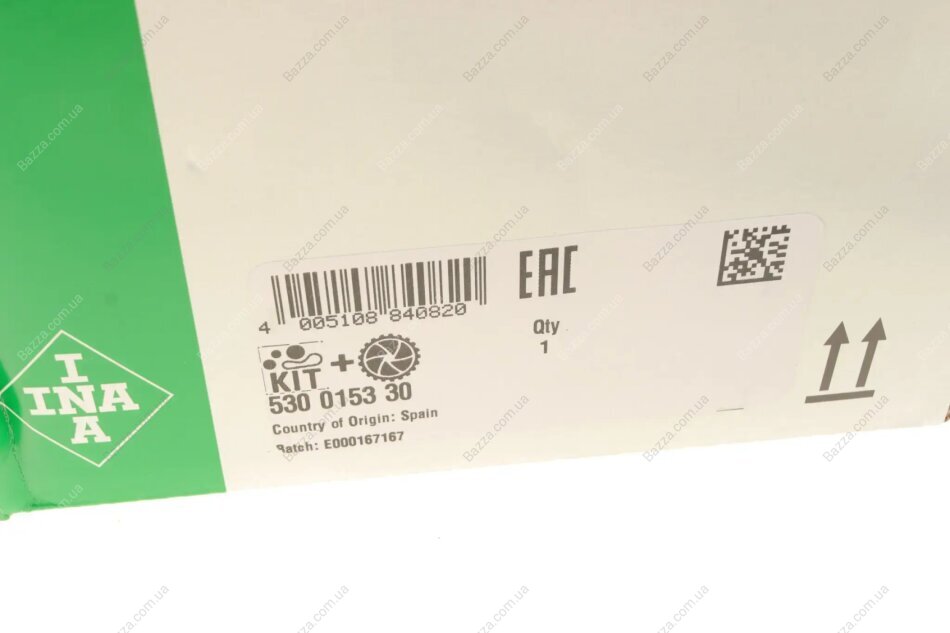 4 005108 840820
EAC
Qty
1
KIT +
530 0153 30
Country of Origin: Spain
Batch: E000167167
INA
INA
Bazza.com.ua